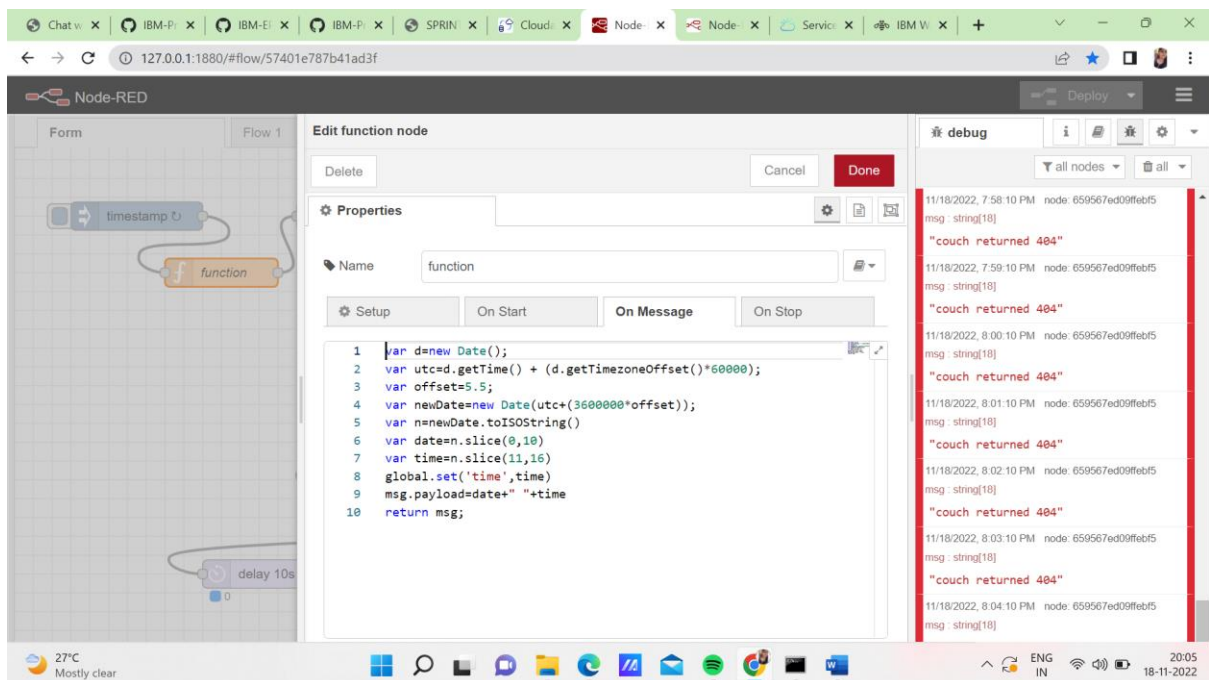 Chat w
IBM-Pr
IBM-EP
IBM-Pr
SPRIN
Clouda
Node-
Node-
Service
IBM W
127.0.0.1:1880/#flow/57401e787b41ad3f
Node-RED
Deploy
Form
Flow 1
timestamp ↻
function
delay 10s
0
Edit function node
Delete
Cancel
Done
Properties
Name
function
Setup
On Start
On Message
On Stop
1 var d=new Date();
2 var utc=d.getTime() + (d.getTimezoneOffset()*60000);
3 var offset=5.5;
4 var newDate=new Date(utc+(3600000*offset));
5 var n=newDate.toISOString()
6 var date=n.slice(0,10)
7 var time=n.slice(11,16)
8 global.set('time',time)
9 msg.payload=date+" "+time
10 return msg;
debug
all nodes
all
11/18/2022, 7:58:10 PM node: 659567ed09ffebf5
msg : string[18]
"couch returned 404"
11/18/2022, 7:59:10 PM node: 659567ed09ffebf5
msg : string[18]
"couch returned 404"
11/18/2022, 8:00:10 PM node: 659567ed09ffebf5
msg : string[18]
"couch returned 404"
11/18/2022, 8:01:10 PM node: 659567ed09ffebf5
msg : string[18]
"couch returned 404"
11/18/2022, 8:02:10 PM node: 659567ed09ffebf5
msg : string[18]
"couch returned 404"
11/18/2022, 8:03:10 PM node: 659567ed09ffebf5
msg : string[18]
"couch returned 404"
11/18/2022, 8:04:10 PM node: 659567ed09ffebf5
msg : string[18]
27°C
Mostly clear
ENG
IN
20:05
18-11-2022